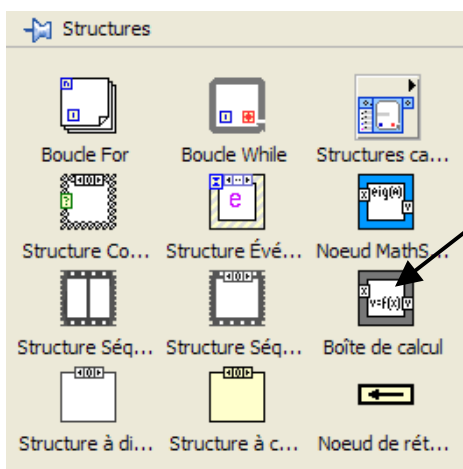 Structures
Boucle For
Boucle While
Structures ca...
eig(A)
x
y
Structure Co...
Structure Évé...
Noeud MathS...
x
y=f(x)
y
Structure Séq...
Structure Séq...
Boîte de calcul
Structure à di...
Structure à c...
Noeud de rét...